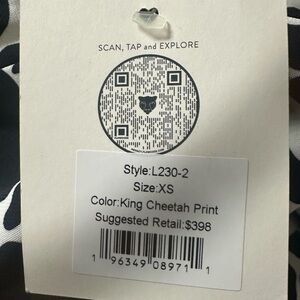 SCAN, TAP and EXPLORE
Style:L230-2
Size:XS
Color:King Cheetah Print
Suggested Retail:$398
1 96349 08971 1